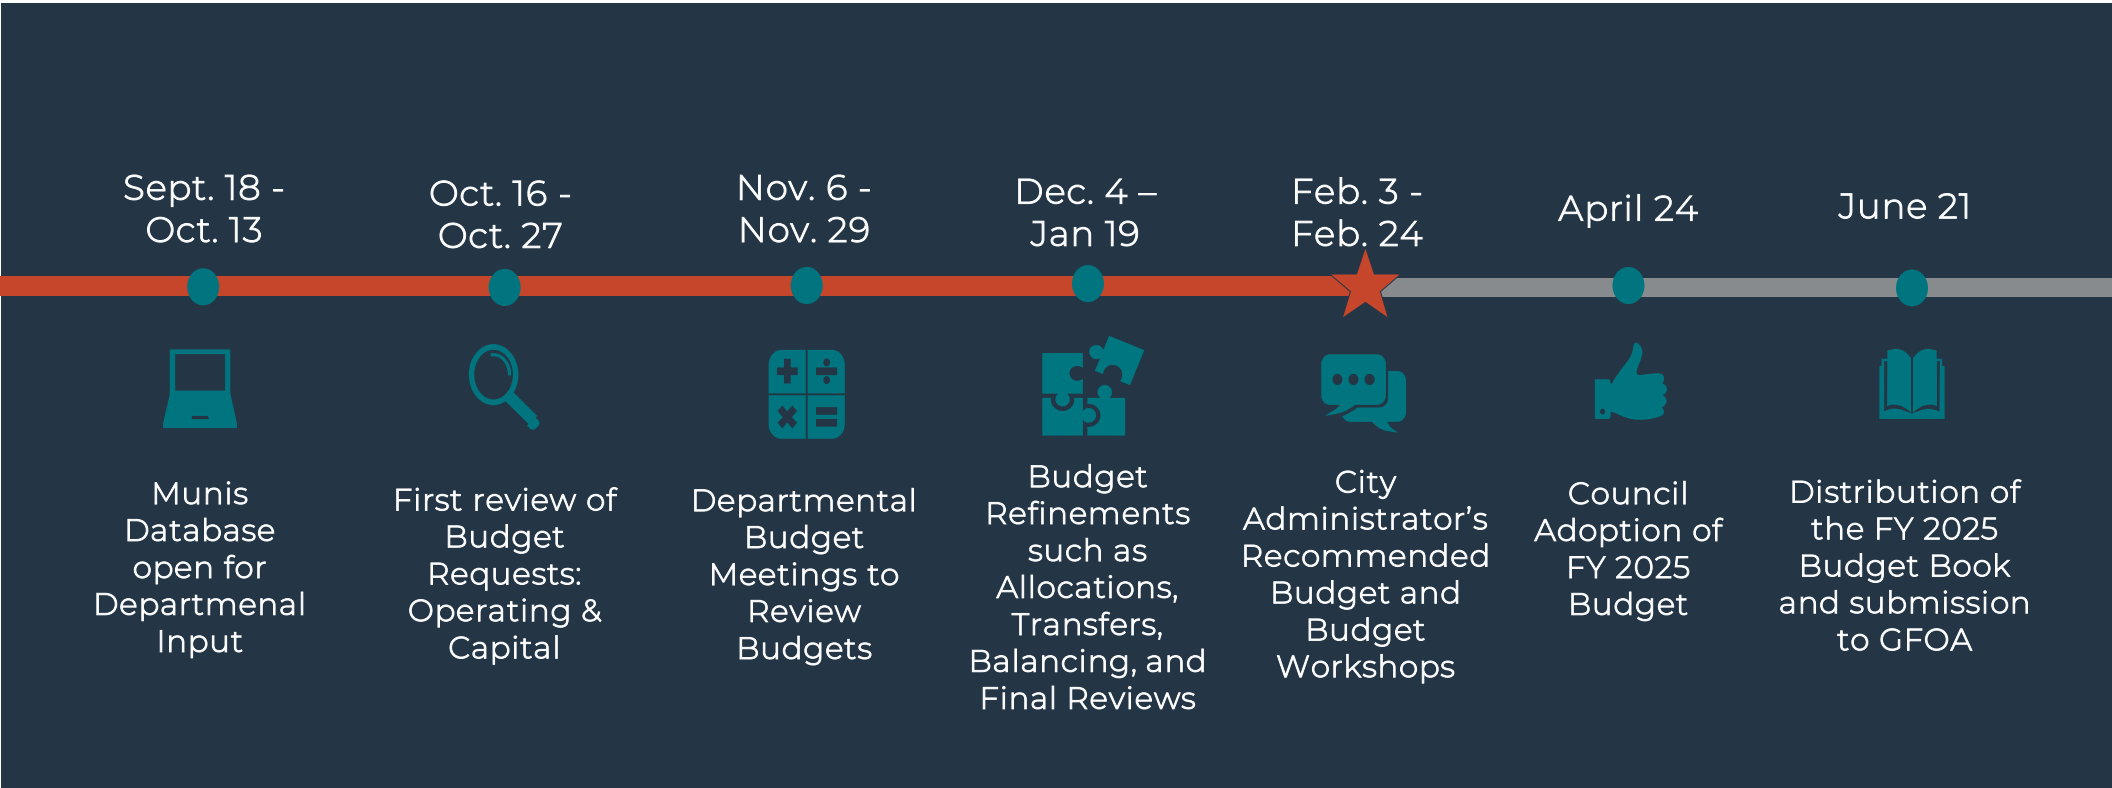 Sept. 18 -
Oct. 13
Munis
Database
open for
Departmenal
Input
Oct. 16 -
Oct. 27
First review of
Budget
Requests:
Operating &
Capital
Nov. 6 -
Nov. 29
Departmental
Budget
Meetings to
Review
Budgets
Dec. 4 –
Jan 19
Budget
Refinements
such as
Allocations,
Transfers,
Balancing, and
Final Reviews
Feb. 3 -
Feb. 24
City
Administrator’s
Recommended
Budget and
Budget
Workshops
April 24
Council
Adoption of
FY 2025
Budget
June 21
Distribution of
the FY 2025
Budget Book
and submission
to GFOA